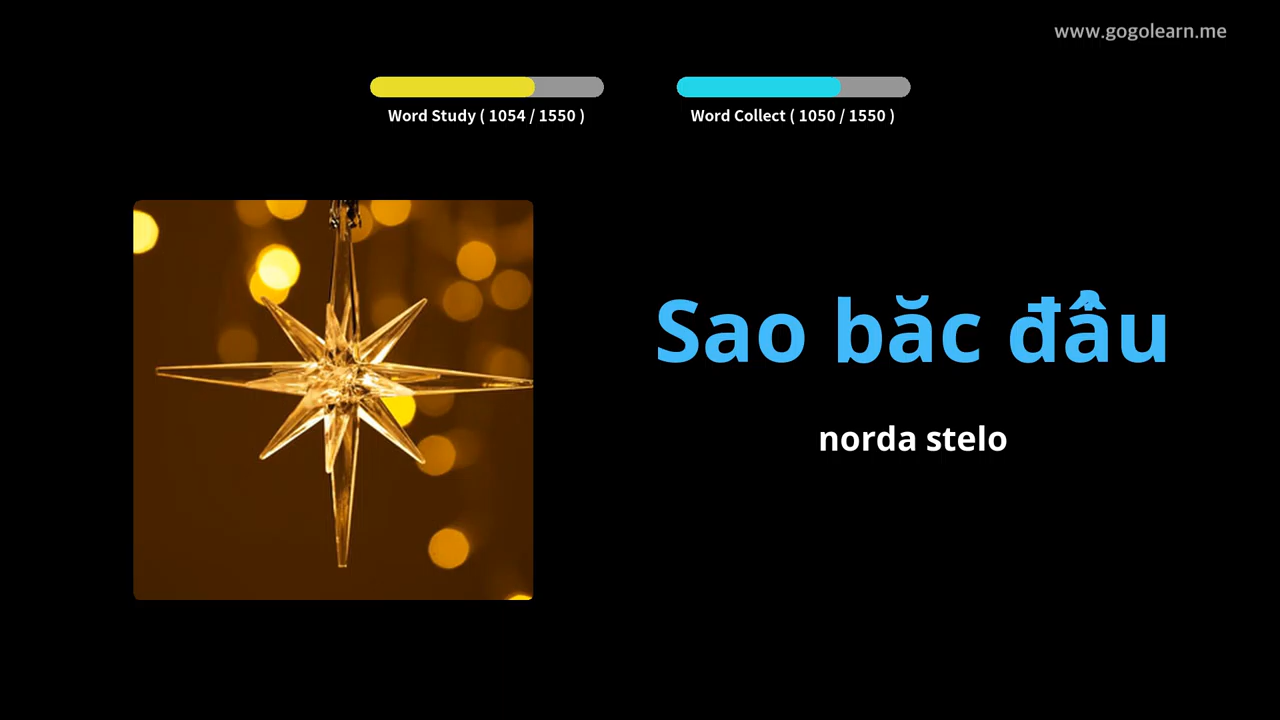 www.gogolearn.me
Word Study ( 1054 / 1550 )
Word Collect ( 1050 / 1550 )
Sao băc đẩu
norda stelo